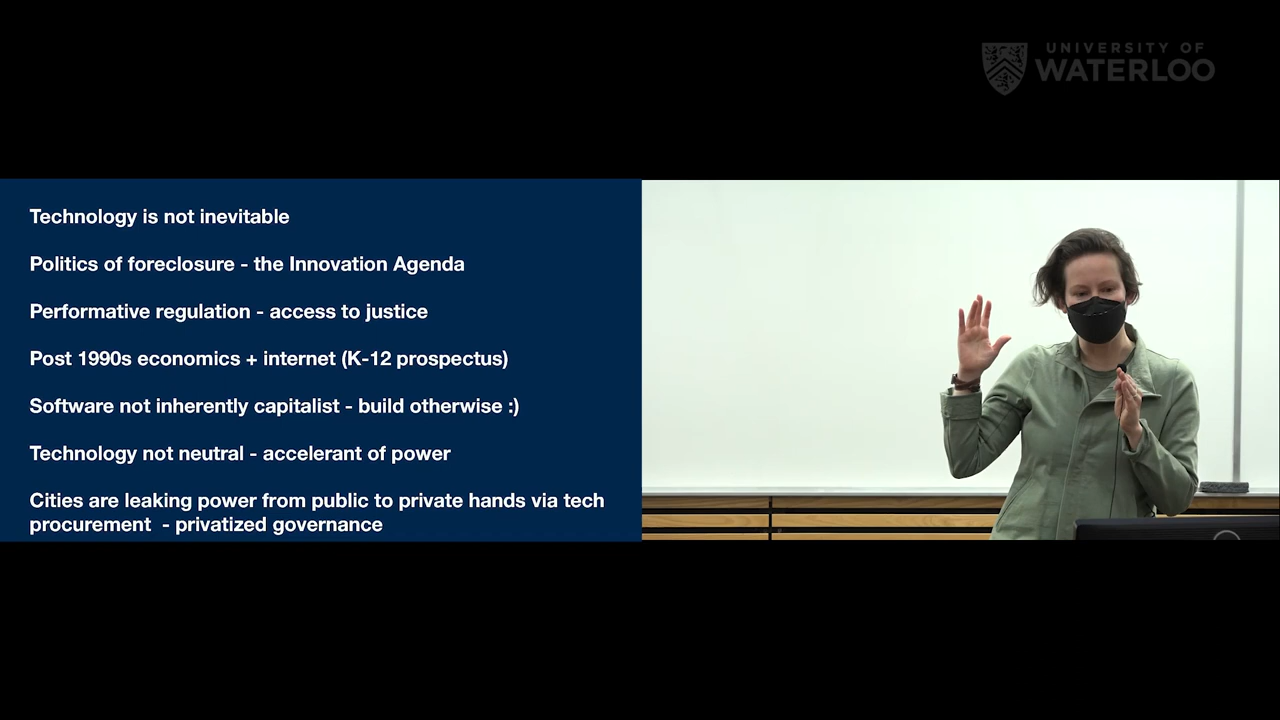 UNIVERSITY OF
WATERLOO
Technology is not inevitable
Politics of foreclosure - the Innovation Agenda
Performative regulation - access to justice
Post 1990s economics + internet (K-12 prospectus)
Software not inherently capitalist - build otherwise :)
Technology not neutral - accelerant of power
Cities are leaking power from public to private hands via tech
procurement - privatized governance